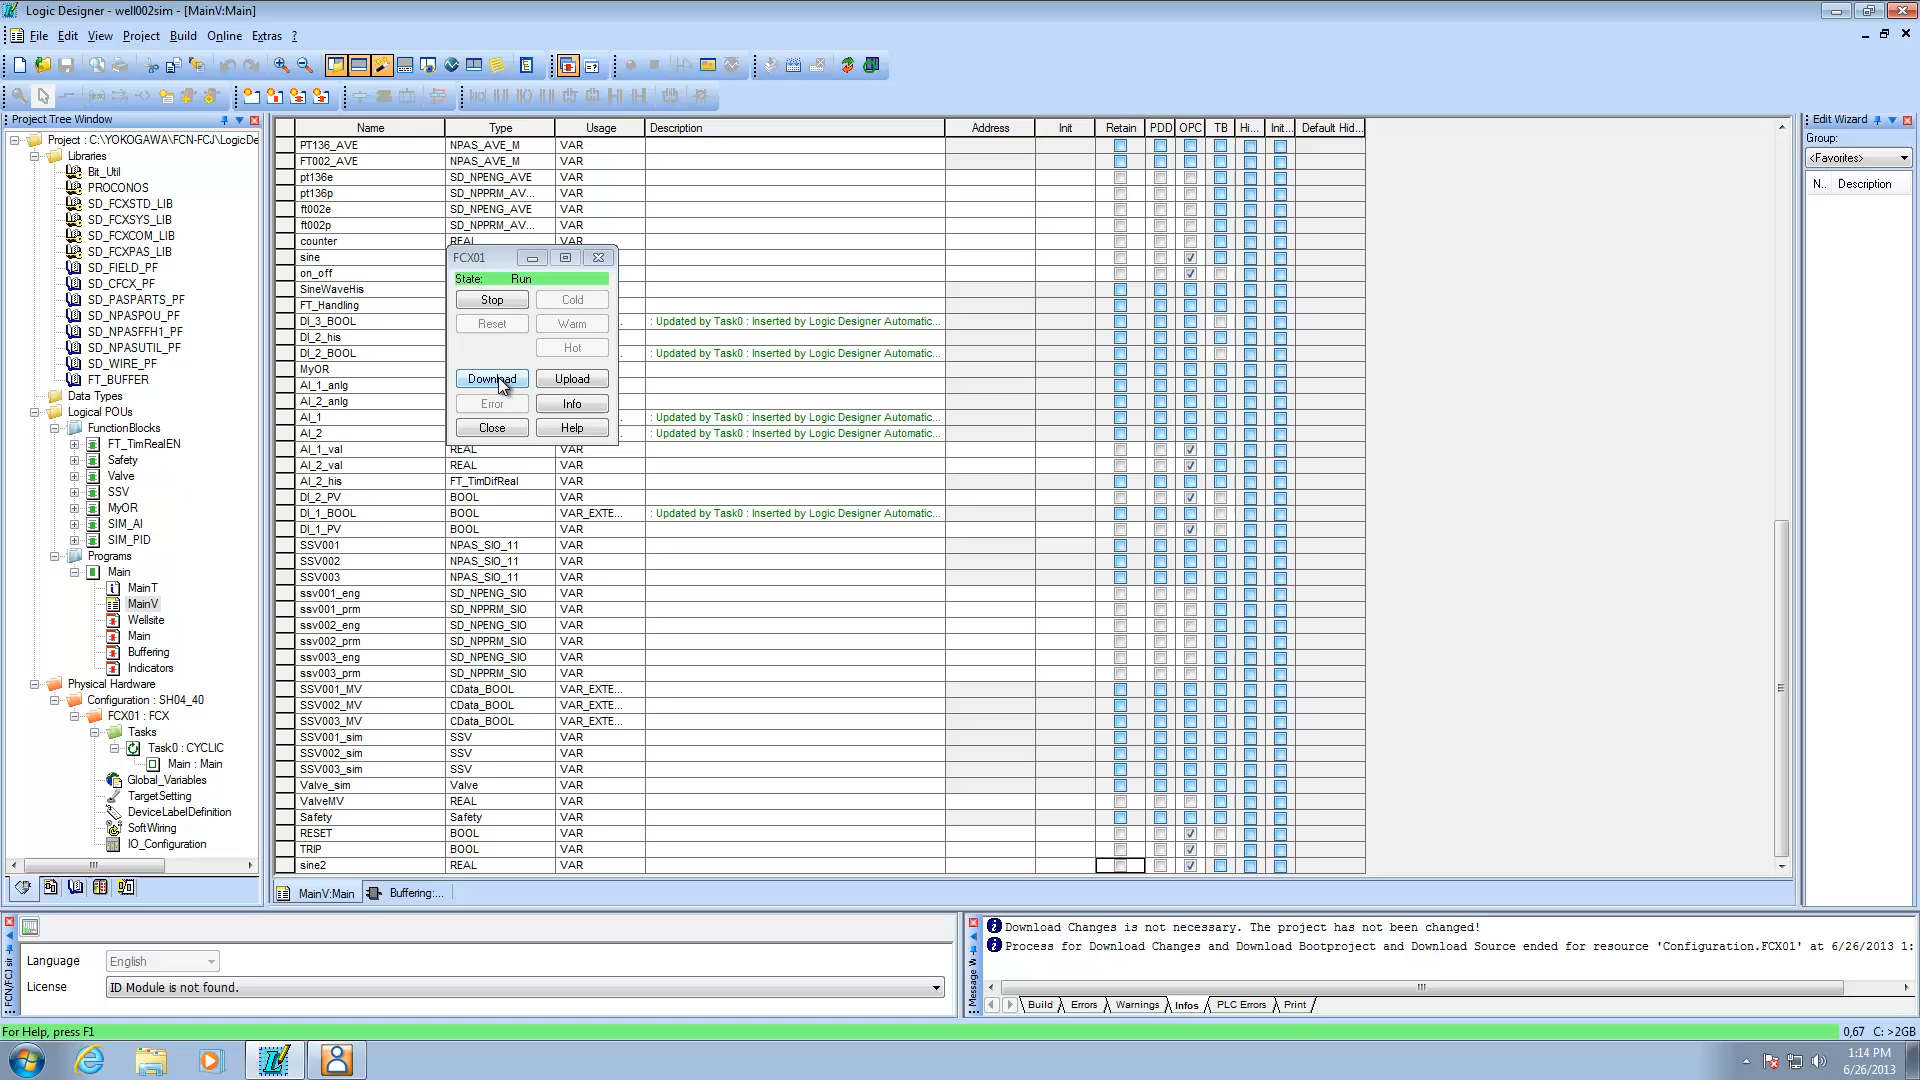 Logic Designer - well002sim - [MainV:Main]
File Edit View Project Build Online Extras ?
Project Tree Window
Project : C:\YOKOGAWA\FCN-FCJ\LogicDe
Libraries
Bit_Util
PROCONOS
SD_FCXSTD_LIB
SD_FCXSYS_LIB
SD_FCXCOM_LIB
SD_FCXPAS_LIB
SD_FIELD_PF
SD_CFCX_PF
SD_PASPARTS_PF
SD_NPASPOU_PF
SD_NPASFFH1_PF
SD_NPASUTIL_PF
SD_WIRE_PF
FT_BUFFER
Data Types
Logical POUs
FunctionBlocks
FT_TimRealEN
Safety
Valve
SSV
MyOR
SIM_AI
SIM_PID
Programs
Main
MainT
MainV
Wellsite
Main
Buffering
Indicators
Physical Hardware
Configuration : SH04_40
FCX01 : FCX
Tasks
Task0 : CYCLIC
Main : Main
Global_Variables
TargetSetting
DeviceLabelDefinition
SoftWiring
IO_Configuration
Name Type Usage Description Address Init Retain PDD OPC TB Hi... Init... Default Hid...
PT136_AVE NPAS_AVE_M VAR
FT002_AVE NPAS_AVE_M VAR
pt136e SD_NPENG_AVE VAR
pt136p SD_NPPRM_AV... VAR
ft002e SD_NPENG_AVE VAR
ft002p SD_NPPRM_AV... VAR
counter REAL VAR
sine
on_off
SineWaveHis
FT_Handling
DI_3_BOOL : Updated by Task0 : Inserted by Logic Designer Automatic...
DI_2_his
DI_2_BOOL : Updated by Task0 : Inserted by Logic Designer Automatic...
MyOR
AI_1_anlg
AI_2_anlg
AI_1 : Updated by Task0 : Inserted by Logic Designer Automatic...
AI_2 : Updated by Task0 : Inserted by Logic Designer Automatic...
AI_1_val REAL VAR
AI_2_val REAL VAR
AI_2_his FT_TimDifReal VAR
DI_2_PV BOOL VAR
DI_1_BOOL BOOL VAR_EXTE... : Updated by Task0 : Inserted by Logic Designer Automatic...
DI_1_PV BOOL VAR
SSV001 NPAS_SIO_11 VAR
SSV002 NPAS_SIO_11 VAR
SSV003 NPAS_SIO_11 VAR
ssv001_eng SD_NPENG_SIO VAR
ssv001_prm SD_NPPRM_SIO VAR
ssv002_eng SD_NPENG_SIO VAR
ssv002_prm SD_NPPRM_SIO VAR
ssv003_eng SD_NPENG_SIO VAR
ssv003_prm SD_NPPRM_SIO VAR
SSV001_MV CData_BOOL VAR_EXTE...
SSV002_MV CData_BOOL VAR_EXTE...
SSV003_MV CData_BOOL VAR_EXTE...
SSV001_sim SSV VAR
SSV002_sim SSV VAR
SSV003_sim SSV VAR
Valve_sim Valve VAR
ValveMV REAL VAR
Safety Safety VAR
RESET BOOL VAR
TRIP BOOL VAR
sine2 REAL VAR
FCX01
State: Run
Stop Cold
Reset Warm
Hot
Download Upload
Error Info
Close Help
MainV:Main Buffering:...
Edit Wizard
Group:
<Favorites>
N.. Description
FCN/FCJ sir
Language English
License ID Module is not found.
Message W
Download Changes is not necessary. The project has not been changed!
Process for Download Changes and Download Bootproject and Download Source ended for resource 'Configuration.FCX01' at 6/26/2013 1:
Build Errors Warnings Infos PLC Errors Print
For Help, press F1
0,67 C: >2GB
1:14 PM
6/26/2013